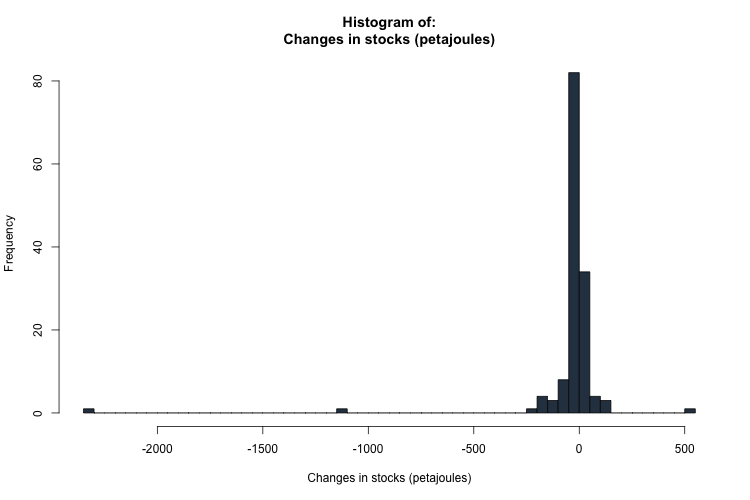 Histogram of:
Changes in stocks (petajoules)
80
60
40
20
0
Frequency
-2000
-1500
-1000
-500
0
500
Changes in stocks (petajoules)